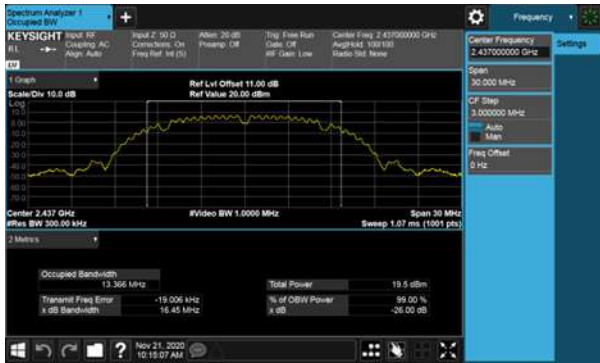 Spectrum Analyzer 1
Occupied BW
Frequency
KEYSIGHT
Input: RF
Coupling: AC
Align: Auto
R L
Input Z: 50 Ω
Corrections: On
Freq Ref: Int (S)
Atten: 20 dB
Preamp: Off
Trig: Free Run
Gate: Off
#IF Gain: Low
Center Freq: 2.437000000 GHz
Avg|Hold: 100/100
Radio Std: None
Center Frequency
2.437000000 GHz
Settings
Span
30.000 MHz
CF Step
3.000000 MHz
Auto
Man
Freq Offset
0 Hz
1 Graph
Scale/Div 10.0 dB
Ref Lvl Offset 11.00 dB
Ref Value 20.00 dBm
Log
Center 2.437 GHz
#Res BW 300.00 kHz
#Video BW 1.0000 MHz
Span 30 MHz
Sweep 1.07 ms (1001 pts)
2 Metrics
Occupied Bandwidth
13.366 MHz
Total Power
19.5 dBm
Transmit Freq Error
-19.006 kHz
% of OBW Power
99.00 %
x dB Bandwidth
16.45 MHz
x dB
-26.00 dB
Nov 21, 2020
10:15:07 AM